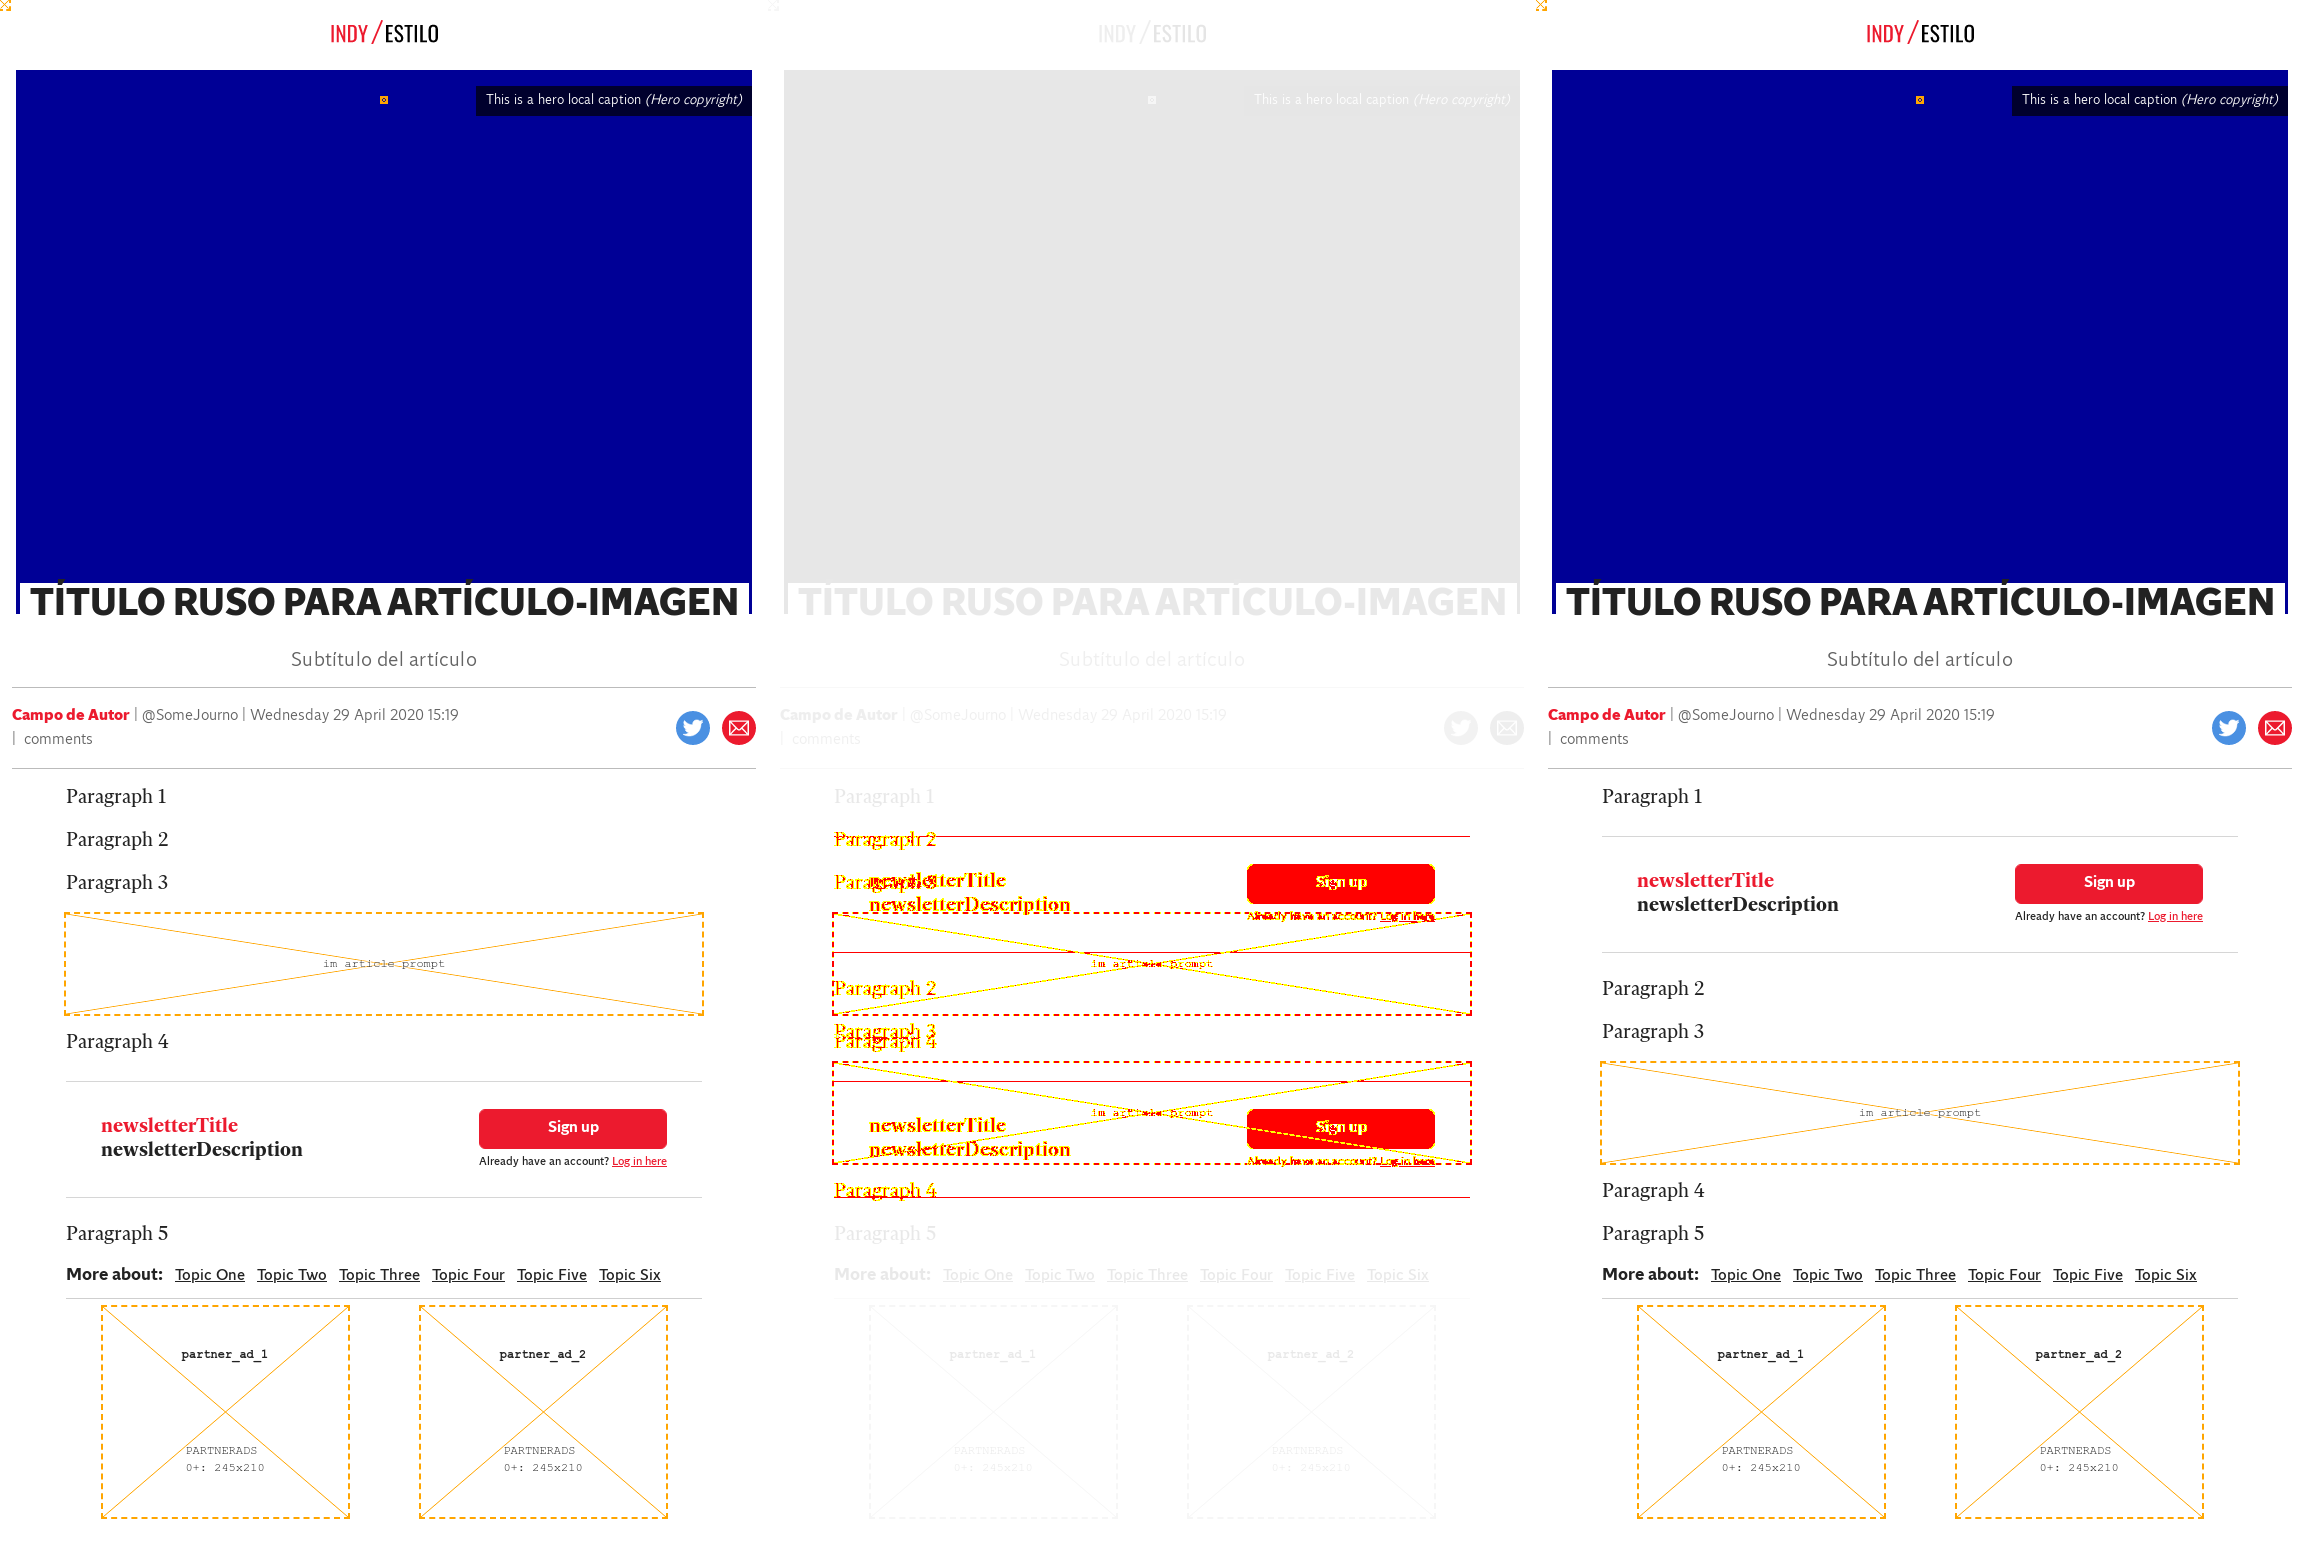 INDY/ESTILO
This is a hero local caption (Hero copyright)
TÍTULO RUSO PARA ARTÍCULO-IMAGEN
Subtítulo del artículo
Campo de Autor | @SomeJourno | Wednesday 29 April 2020 15:19
| comments
Paragraph 1
Paragraph 2
Paragraph 3
im article prompt
Paragraph 4
newsletterTitle
newsletterDescription
Sign up
Already have an account? Log in here
Paragraph 5
More about: Topic One Topic Two Topic Three Topic Four Topic Five Topic Six
partner_ad_1
PARTNERADS
0+: 245x210
partner_ad_2
PARTNERADS
0+: 245x210
INDY/ESTILO
This is a hero local caption (Hero copyright)
TÍTULO RUSO PARA ARTÍCULO-IMAGEN
Subtítulo del artículo
Campo de Autor | @SomeJourno | Wednesday 29 April 2020 15:19
| comments
Paragraph 1
Paragraph 2
Paragraph 3
newsletterTitle
newsletterDescription
Sign up
Already have an account? Log in here
im article prompt
Paragraph 2
Paragraph 3
Paragraph 4
im article prompt
newsletterTitle
newsletterDescription
Sign up
Already have an account? Log in here
Paragraph 4
Paragraph 5
More about: Topic One Topic Two Topic Three Topic Four Topic Five Topic Six
partner_ad_1
PARTNERADS
0+: 245x210
partner_ad_2
PARTNERADS
0+: 245x210
INDY/ESTILO
This is a hero local caption (Hero copyright)
TÍTULO RUSO PARA ARTÍCULO-IMAGEN
Subtítulo del artículo
Campo de Autor | @SomeJourno | Wednesday 29 April 2020 15:19
| comments
Paragraph 1
newsletterTitle
newsletterDescription
Sign up
Already have an account? Log in here
Paragraph 2
Paragraph 3
im article prompt
Paragraph 4
Paragraph 5
More about: Topic One Topic Two Topic Three Topic Four Topic Five Topic Six
partner_ad_1
PARTNERADS
0+: 245x210
partner_ad_2
PARTNERADS
0+: 245x210